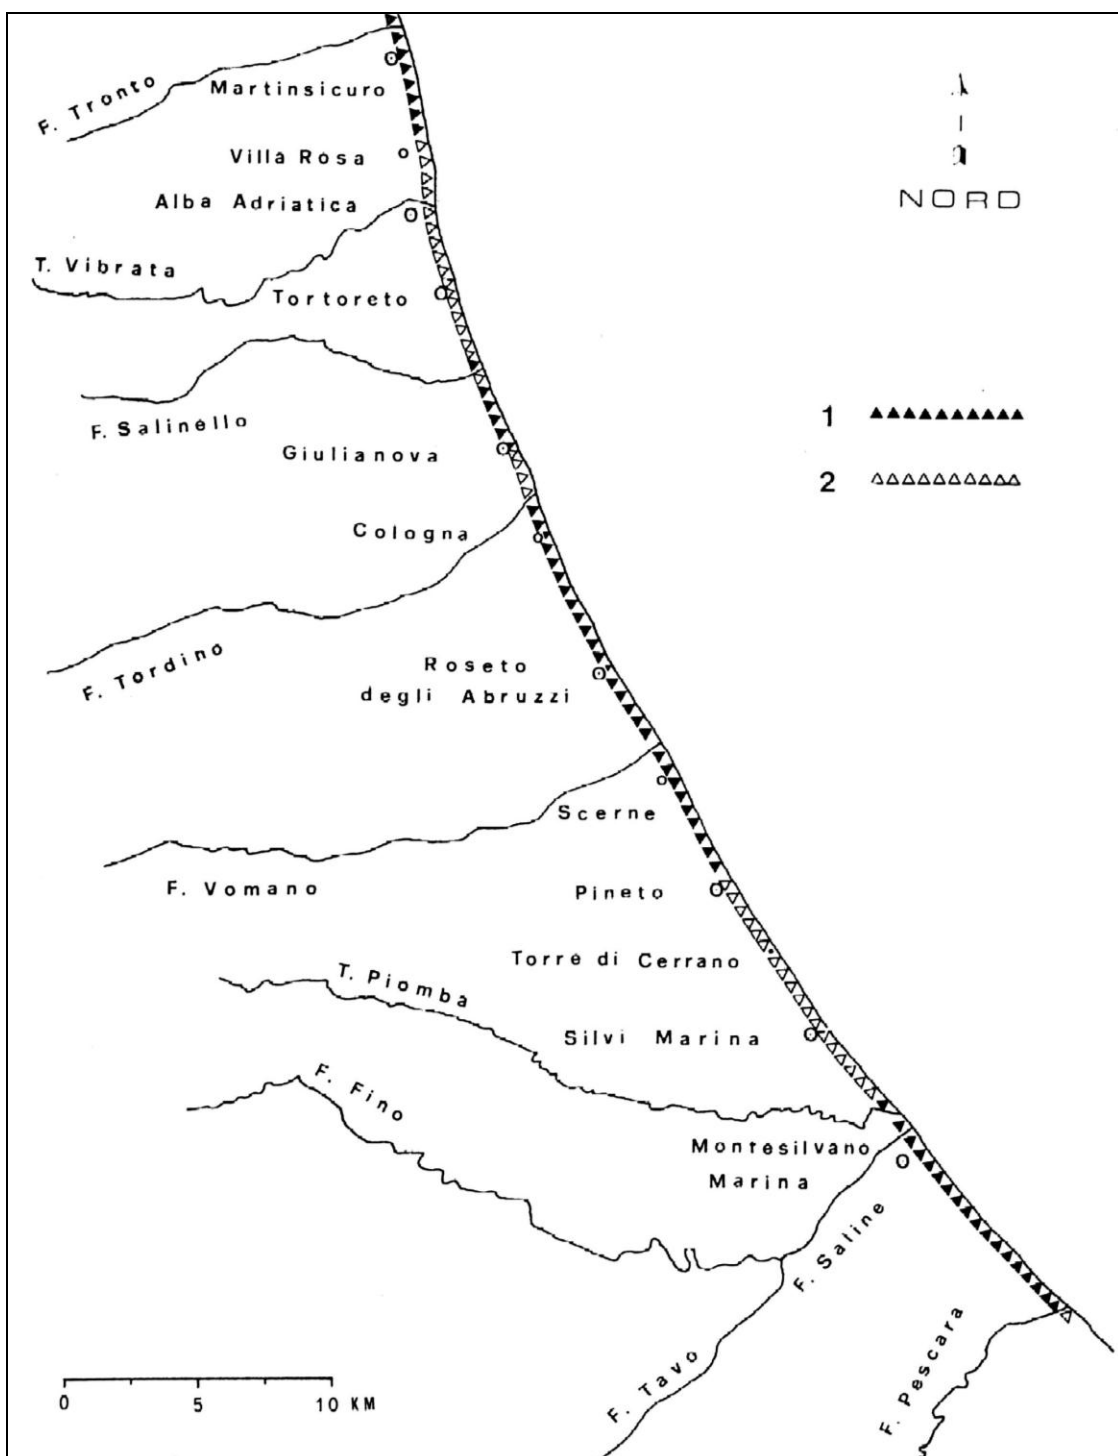 F. Tronto
Martinsicuro
Villa Rosa
Alba Adriatica
NORD
T. Vibrata
Tortoreto
F. Salinello
1
Giulianova
2
Cologna
F. Tordino
Roseto
degli Abruzzi
Scerne
F. Vomano
Pineto
Torre di Cerrano
T. Piomba
Silvi Marina
F. Fino
Montesilvano
Marina
F. Saline
F. Pescara
F. Tavo
0 5 10 KM